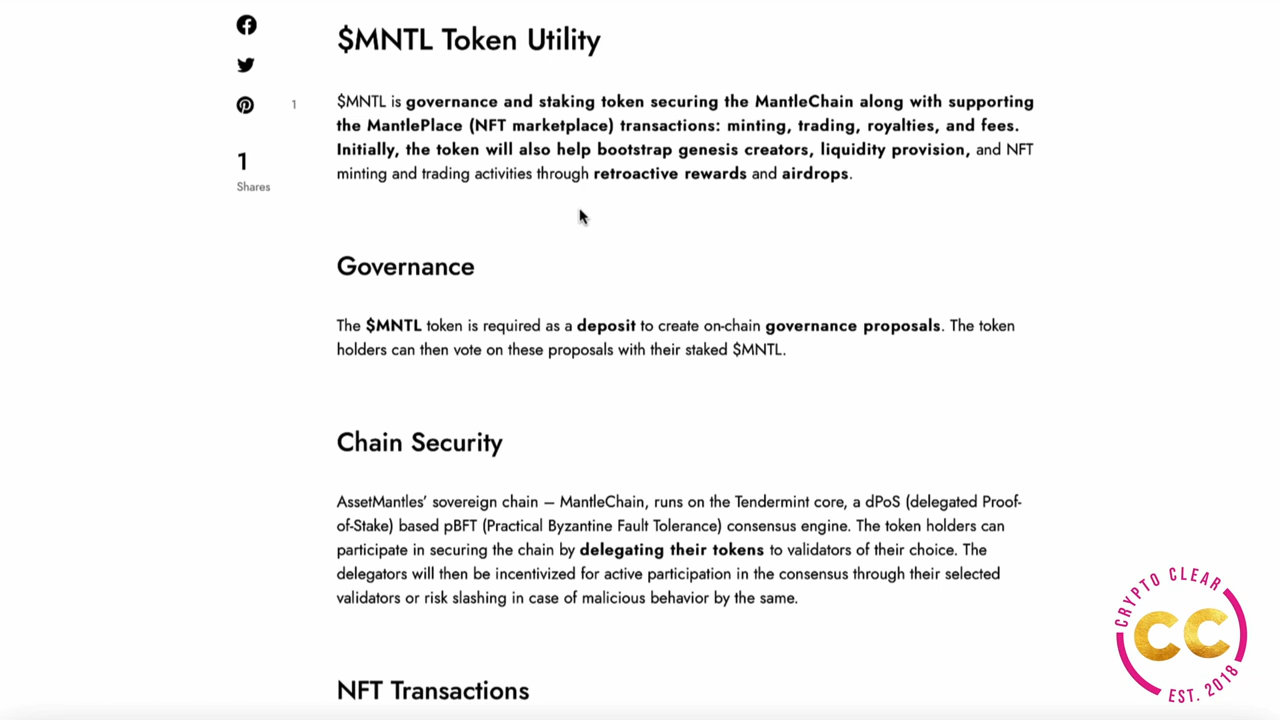 $MNTL Token Utility
1
$MNTL is governance and staking token securing the MantleChain along with supporting
the MantlePlace (NFT marketplace) transactions: minting, trading, royalties, and fees.
Initially, the token will also help bootstrap genesis creators, liquidity provision, and NFT
minting and trading activities through retroactive rewards and airdrops.
1
Shares
Governance
The $MNTL token is required as a deposit to create on-chain governance proposals. The token
holders can then vote on these proposals with their staked $MNTL.
Chain Security
AssetMantles’ sovereign chain – MantleChain, runs on the Tendermint core, a dPoS (delegated Proof-
of-Stake) based pBFT (Practical Byzantine Fault Tolerance) consensus engine. The token holders can
participate in securing the chain by delegating their tokens to validators of their choice. The
delegators will then be incentivized for active participation in the consensus through their selected
validators or risk slashing in case of malicious behavior by the same.
NFT Transactions
CRYPTO CLEAR
CC
EST. 2018